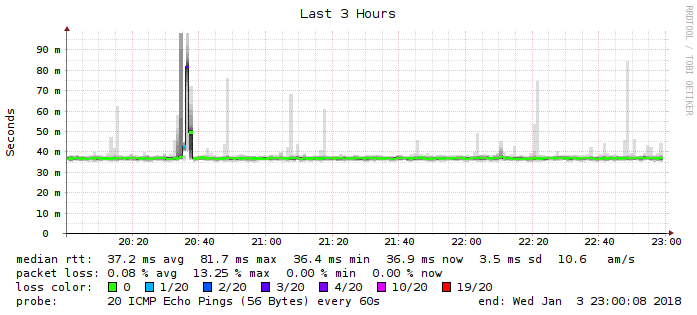 Last 3 Hours
RRDTOOL / TOBI OETIKER
Seconds
90 m
80 m
70 m
60 m
50 m
40 m
30 m
20 m
10 m
0
20:20 20:40 21:00 21:20 21:40 22:00 22:20 22:40 23:00
median rtt: 37.2 ms avg 81.7 ms max 36.4 ms min 36.9 ms now 3.5 ms sd 10.6 am/s
packet loss: 0.08 % avg 13.25 % max 0.00 % min 0.00 % now
loss color: 0 1/20 2/20 3/20 4/20 10/20 19/20
probe: 20 ICMP Echo Pings (56 Bytes) every 60s end: Wed Jan 3 23:00:08 2018